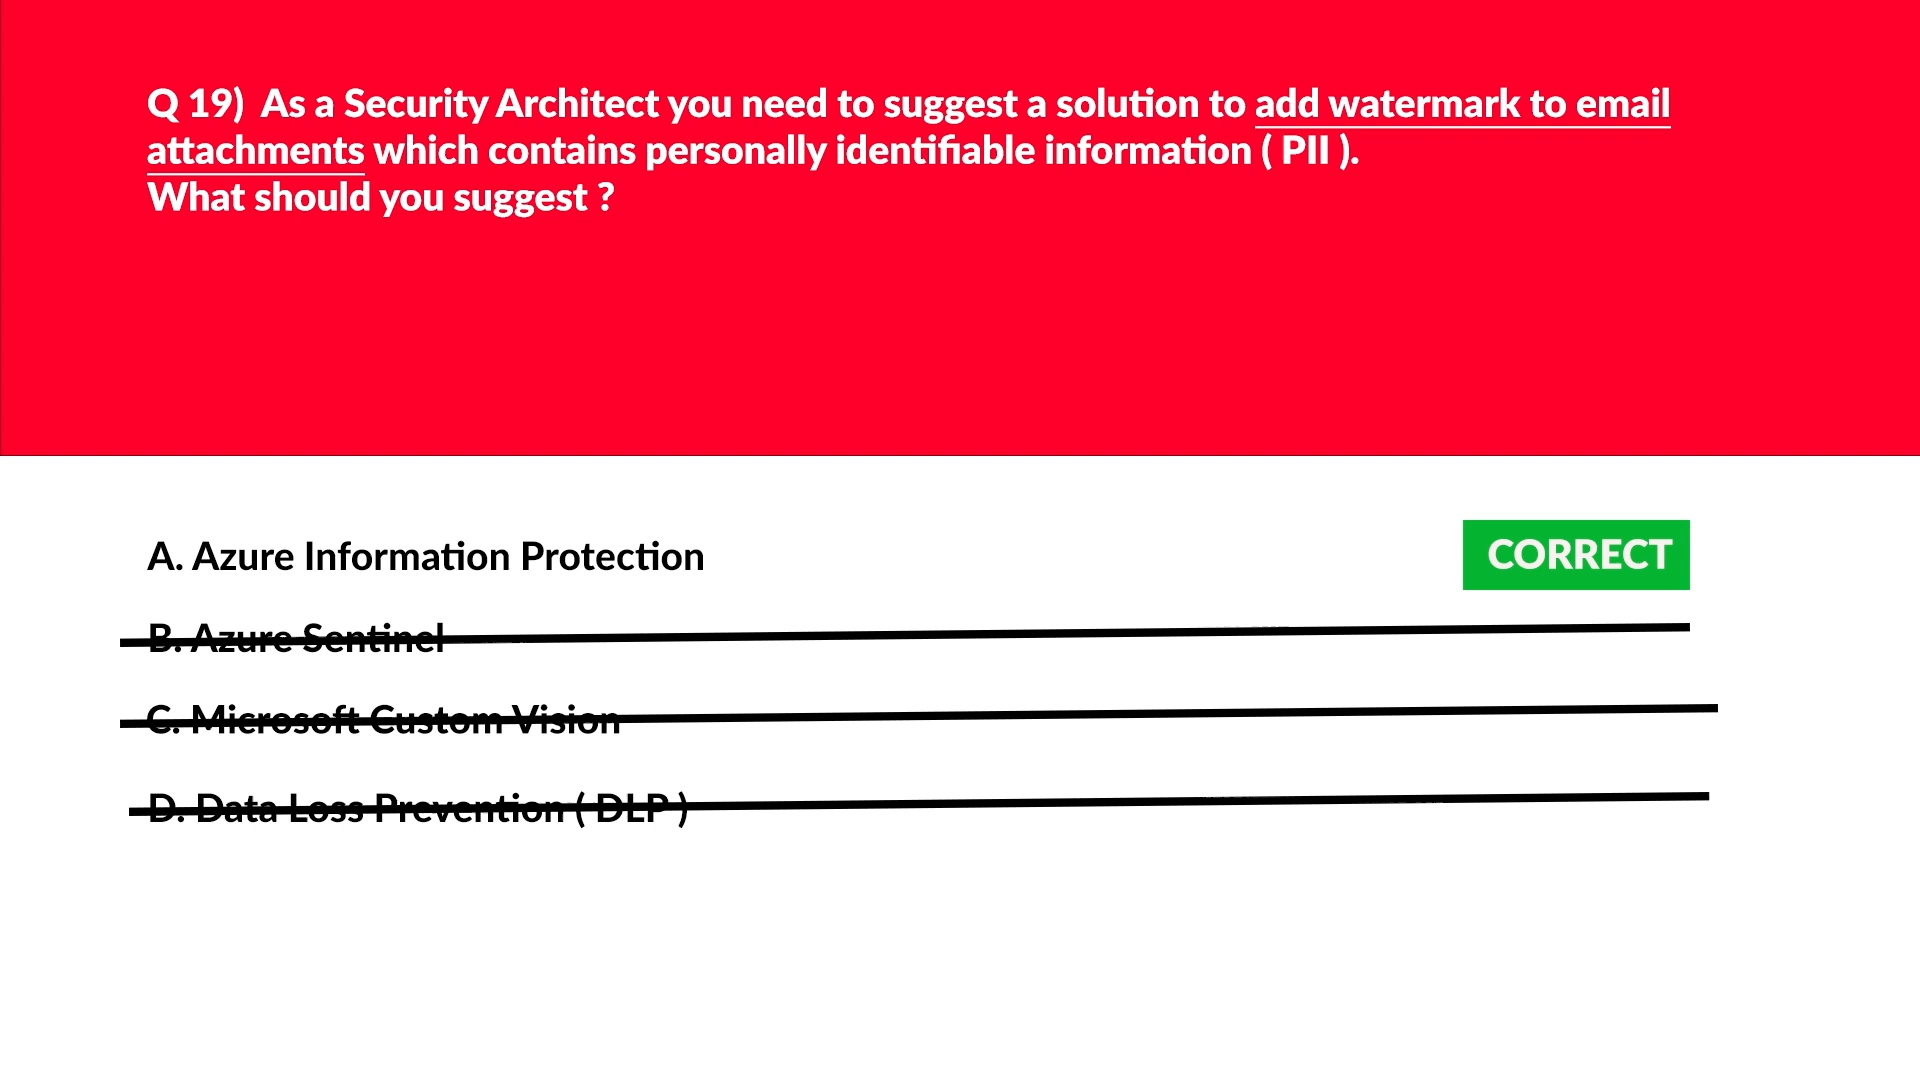 Q 19) As a Security Architect you need to suggest a solution to add watermark to email
attachments which contains personally identifiable information ( PII ).
What should you suggest ?
A. Azure Information Protection
CORRECT
B. Azure Sentinel
C. Microsoft Custom Vision
D. Data Loss Prevention ( DLP )